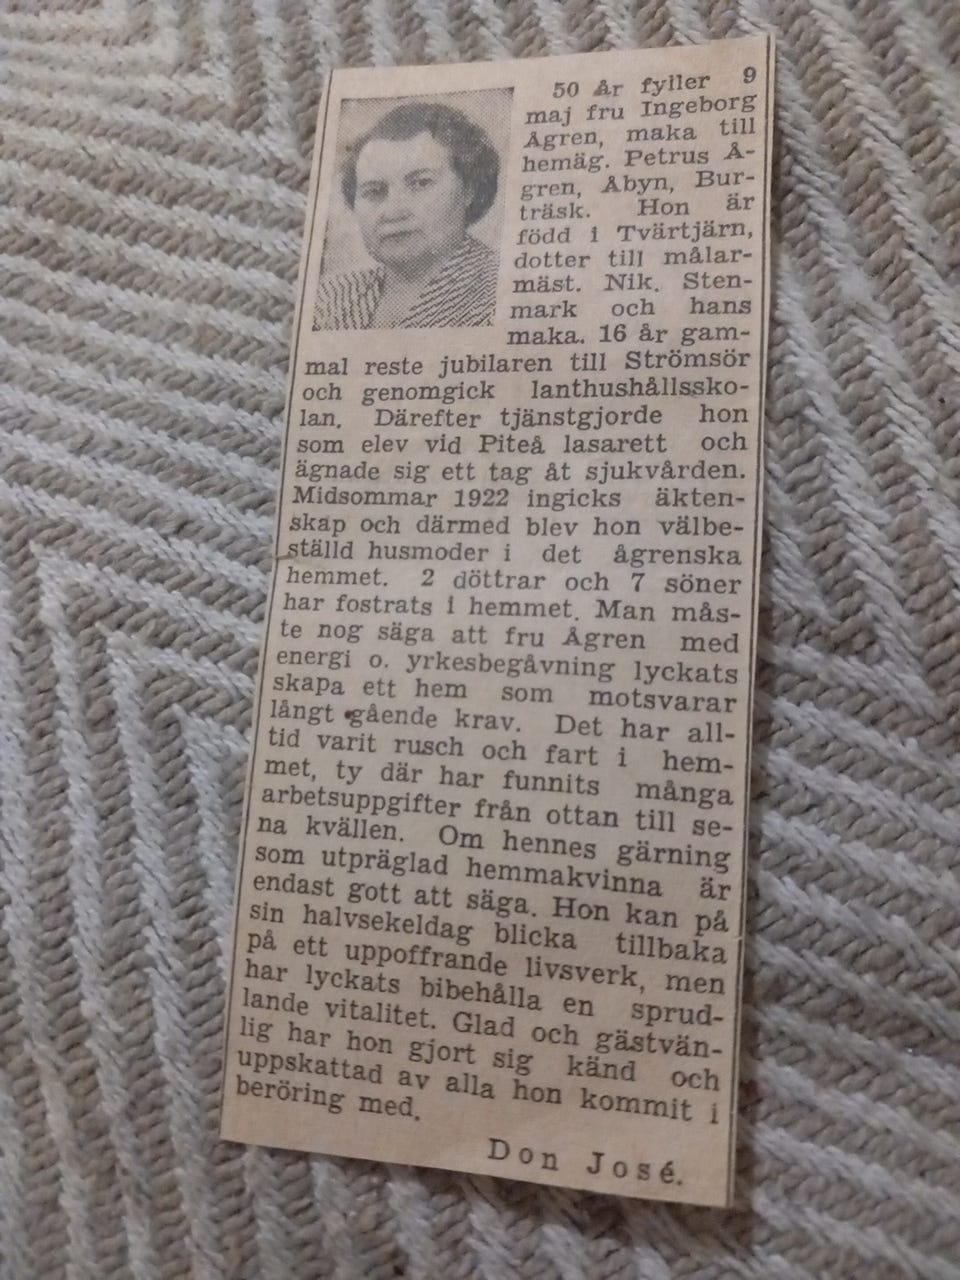 50 år fyller 9
maj fru Ingeborg
Ågren, maka till
hemäg. Petrus Å-
gren, Åbyn, Bur-
träsk. Hon är
född i Tvärtjärn,
dotter till målar-
mäst. Nik. Sten-
mark och hans
maka. 16 år gam-
mal reste jubilaren till Strömsör
och genomgick lanthushållssko-
lan. Därefter tjänstgjorde hon
som elev vid Piteå lasarett och
ägnade sig ett tag åt sjukvården.
Midsommar 1922 ingicks äkten-
skap och därmed blev hon välbe-
ställd husmoder i det ågrenska
hemmet. 2 döttrar och 7 söner
har fostrats i hemmet. Man mås-
te nog säga att fru Ågren med
energi o. yrkesbegåvning lyckats
skapa ett hem som motsvarar
långt gående krav. Det har all-
tid varit rusch och fart i hem-
met, ty där har funnits många
arbetsuppgifter från ottan till se-
na kvällen. Om hennes gärning
som utpräglad hemmakvinna är
endast gott att säga. Hon kan på
sin halvsekeldag blicka tillbaka
på ett uppoffrande livsverk, men
har lyckats bibehålla en sprud-
lande vitalitet. Glad och gästvän-
lig har hon gjort sig känd och
uppskattad av alla hon kommit i
beröring med.
Don José.